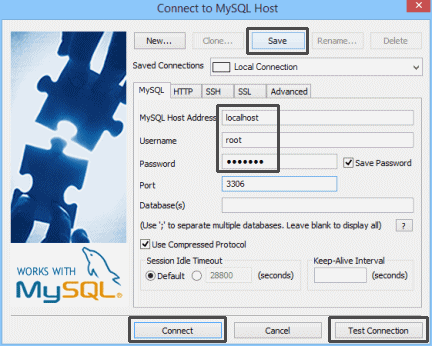 Connect to MySQL Host
New... Clone... Save Rename... Delete
Saved Connections Local Connection
MySQL HTTP SSH SSL Advanced
MySQL Host Address localhost
Username root
Password ●●●●●●● Save Password
Port 3306
Database(s)
(Use ';' to separate multiple databases. Leave blank to display all) ?
Use Compressed Protocol
Session Idle Timeout Keep-Alive Interval
Default 28800 (seconds) (seconds)
WORKS WITH
MySQL®
Connect Cancel Test Connection